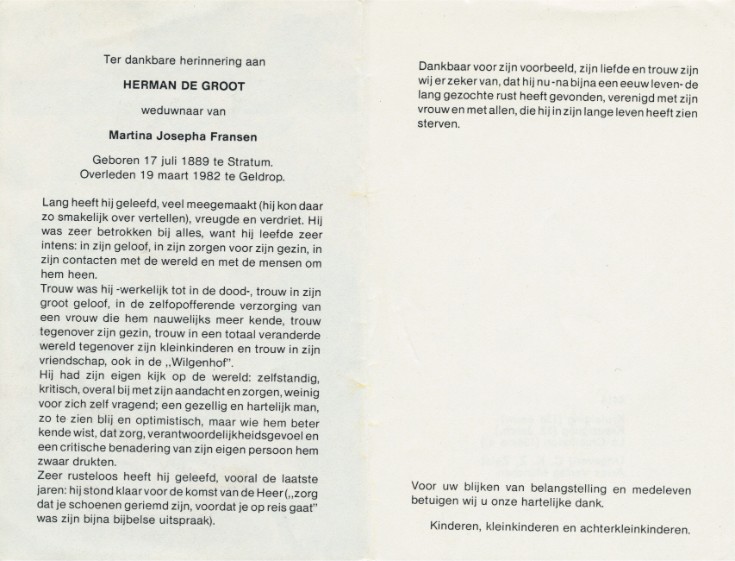 Ter dankbare herinnering aan
HERMAN DE GROOT
weduwnaar van
Martina Josepha Fransen
Geboren 17 juli 1889 te Stratum.
Overleden 19 maart 1982 te Geldrop.
Lang heeft hij geleefd, veel meegemaakt (hij kon daar
zo smakelijk over vertellen), vreugde en verdriet. Hij
was zeer betrokken bij alles, want hij leefde zeer
intens: in zijn geloof, in zijn zorgen voor zijn gezin, in
zijn contacten met de wereld en met de mensen om
hem heen.
Trouw was hij -werkelijk tot in de dood-, trouw in zijn
groot geloof, in de zelfopofferende verzorging van
een vrouw die hem nauwelijks meer kende, trouw
tegenover zijn gezin, trouw in een totaal veranderde
wereld tegenover zijn kleinkinderen en trouw in zijn
vriendschap, ook in de ,,Wilgenhof".
Hij had zijn eigen kijk op de wereld: zelfstandig,
kritisch, overal bij met zijn aandacht en zorgen, weinig
voor zich zelf vragend; een gezellig en hartelijk man,
zo te zien blij en optimistisch, maar wie hem beter
kende wist, dat zorg, verantwoordelijkheidsgevoel en
een critische benadering van zijn eigen persoon hem
zwaar drukten.
Zeer rusteloos heeft hij geleefd, vooral de laatste
jaren: hij stond klaar voor de komst van de Heer (,,zorg
dat je schoenen geriemd zijn, voordat je op reis gaat"
was zijn bijna bijbelse uitspraak).
Dankbaar voor zijn voorbeeld, zijn liefde en trouw zijn
wij er zeker van, dat hij nu-na bijna een eeuw leven- de
lang gezochte rust heeft gevonden, verenigd met zijn
vrouw en met allen, die hij in zijn lange leven heeft zien
sterven.
Voor uw blijken van belangstelling en medeleven
betuigen wij u onze hartelijke dank.
Kinderen, kleinkinderen en achterkleinkinderen.